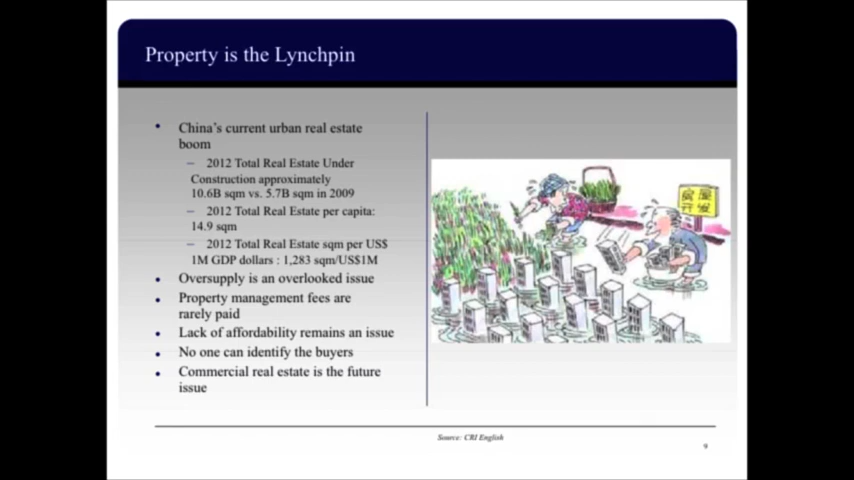 Property is the Lynchpin
• China's current urban real estate
boom
– 2012 Total Real Estate Under
Construction approximately
10.6B sqm vs. 5.7B sqm in 2009
– 2012 Total Real Estate per capita:
14.9 sqm
– 2012 Total Real Estate sqm per US$
1M GDP dollars : 1,283 sqm/US$1M
• Oversupply is an overlooked issue
• Property management fees are
rarely paid
• Lack of affordability remains an issue
• No one can identify the buyers
• Commercial real estate is the future
issue
房屋
开发
Source: CRI English
9